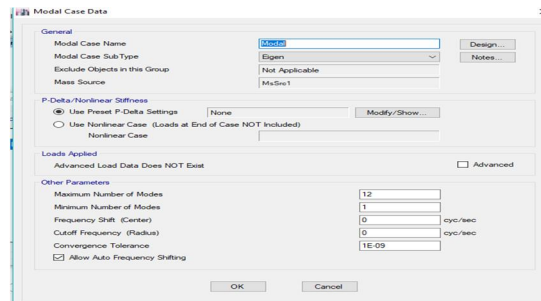 Modal Case Data
General
Modal Case Name Modal Design...
Modal Case SubType Eigen Notes...
Exclude Objects in this Group Not Applicable
Mass Source MsSrc1
P-Delta/Nonlinear Stiffness
Use Preset P-Delta Settings None Modify/Show...
Use Nonlinear Case (Loads at End of Case NOT Included)
Nonlinear Case
Loads Applied
Advanced Load Data Does NOT Exist Advanced
Other Parameters
Maximum Number of Modes 12
Minimum Number of Modes 1
Frequency Shift (Center) 0 cyc/sec
Cutoff Frequency (Radius) 0 cyc/sec
Convergence Tolerance 1E-09
Allow Auto Frequency Shifting
OK Cancel